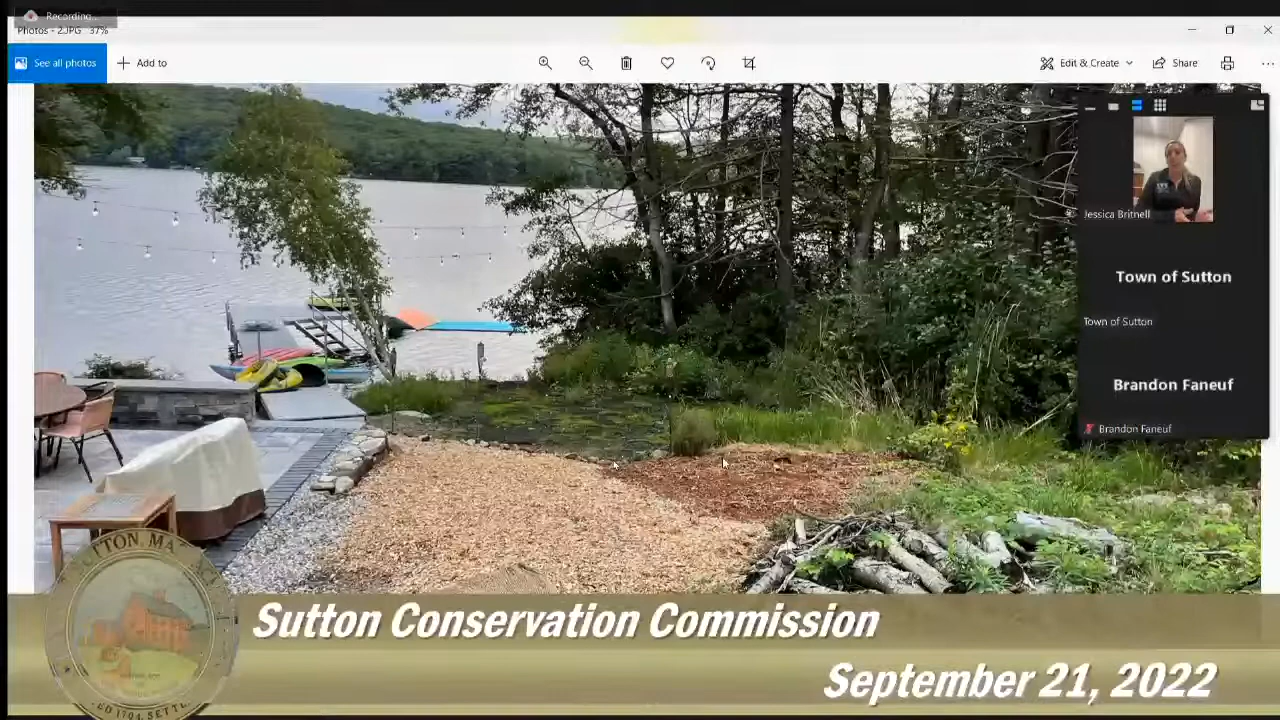 Recording...
Photos - 2.JPG - 37%
See all photos
Add to
Edit & Create
Share
Jessica Britnell
Town of Sutton
Town of Sutton
Brandon Faneuf
Brandon Faneuf
Sutton Conservation Commission
September 21, 2022